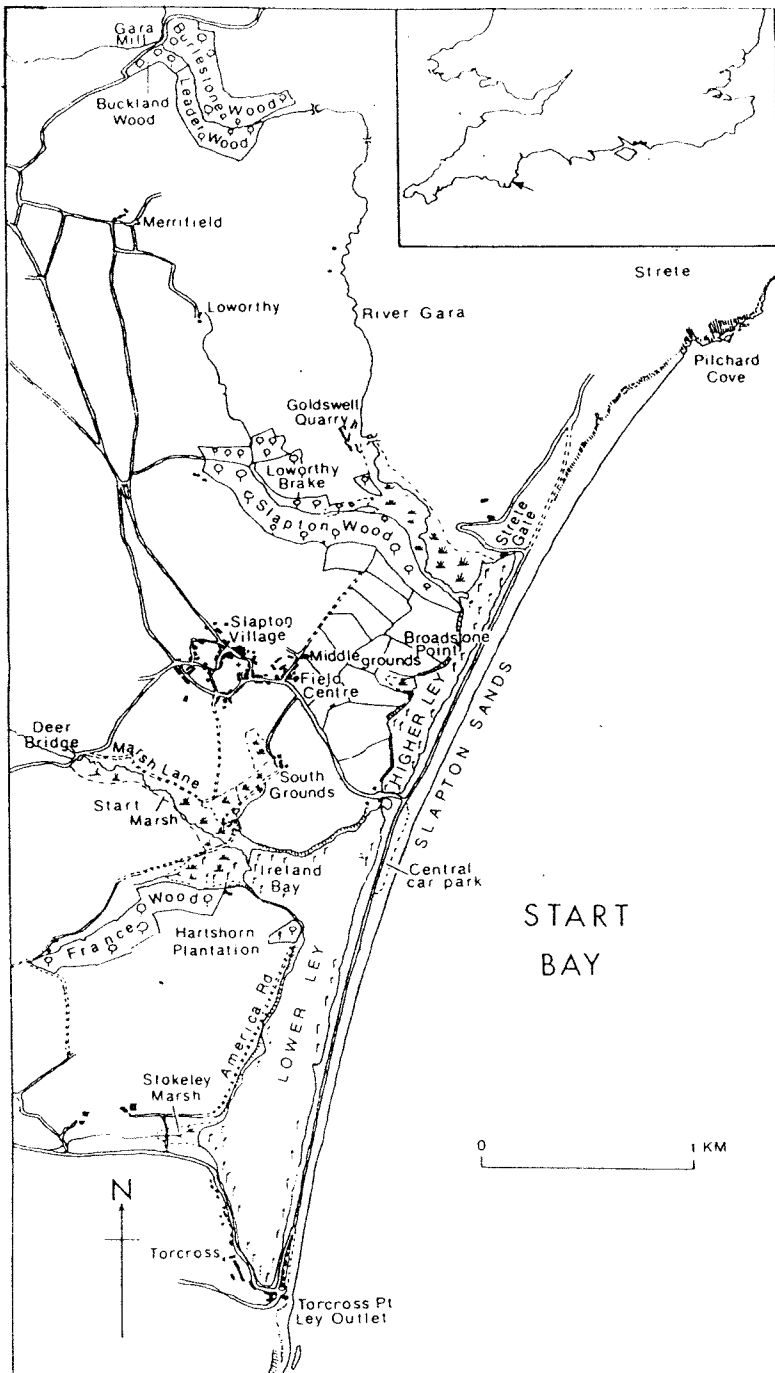 Gara
Mill
Burlestone
Wood
Leader
Wood
Buckland
Wood
Merrifield
Strete
Loworthy
River Gara
Pilchard
Cove
Goldswell
Quarry
Loworthy
Brake
Slapton Wood
Strete
Gate
Slapton
Village
Middlegrounds
Broadstone
Point
Field
Centre
HIGHER LEY
SLAPTON SANDS
Deer
Bridge
Marsh Lane
South
Grounds
Start
Marsh
Central
car park
Ireland
Bay
START
BAY
France Wood
Hartshorn
Plantation
LOWER LEY
America Rd
Stokeley
Marsh
0 1 KM
N
Torcross
Torcross Pt
Ley Outlet